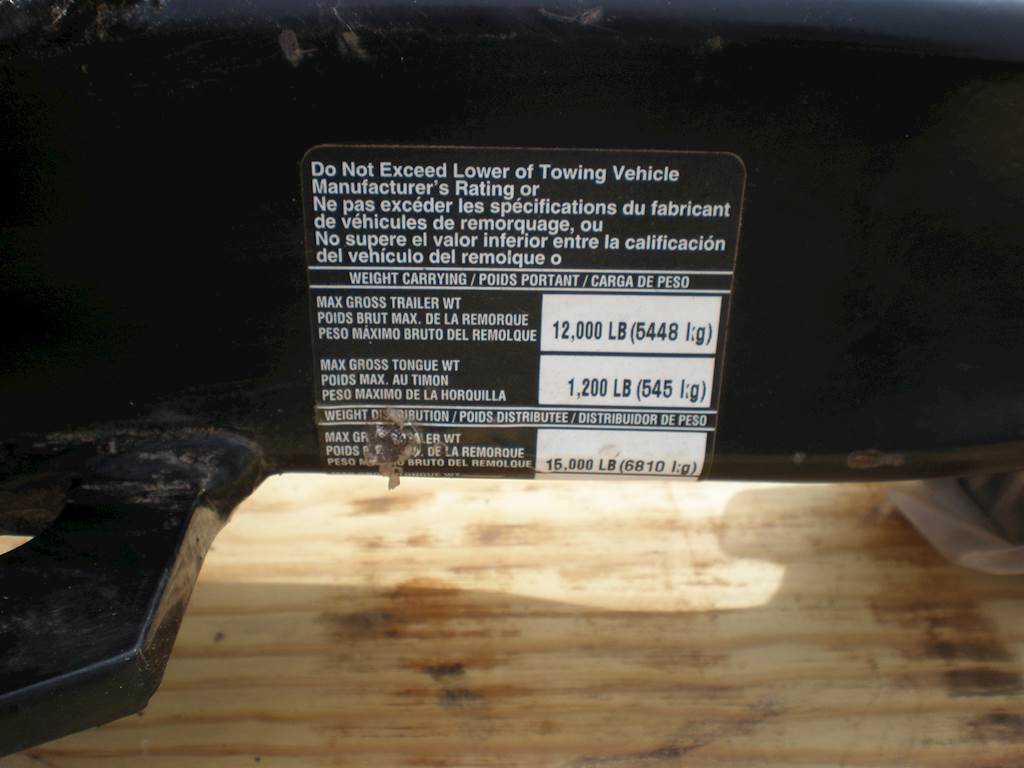 Do Not Exceed Lower of Towing Vehicle
Manufacturer's Rating or
Ne pas excéder les spécifications du fabricant
de véhicules de remorquage, ou
No supere el valor inferior entre la calificación
del vehículo del remolque o
WEIGHT CARRYING / POIDS PORTANT / CARGA DE PESO
MAX GROSS TRAILER WT
POIDS BRUT MAX. DE LA REMORQUE
PESO MÁXIMO BRUTO DEL REMOLQUE
12,000 LB (5448 kg)
MAX GROSS TONGUE WT
POIDS MAX. AU TIMON
PESO MAXIMO DE LA HORQUILLA
1,200 LB (545 kg)
WEIGHT DISTRIBUTION / POIDS DISTRIBUTEE / DISTRIBUIDOR DE PESO
MAX WT
POIDS DE LA REMORQUE
PESO BRUTO DEL REMOLQUE
15,000 LB (6810 kg)